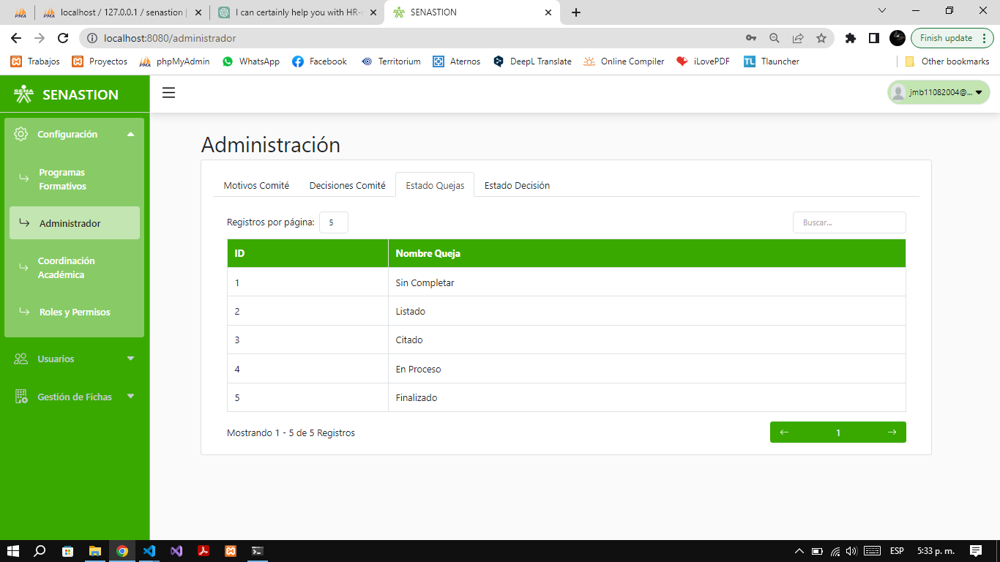 localhost / 127.0.0.1 / senastion |
I can certainly help you with HR-r
SENASTION
localhost:8080/administrador
Finish update
Trabajos
Proyectos
phpMyAdmin
WhatsApp
Facebook
Territorium
Aternos
DeepL Translate
Online Compiler
iLovePDF
TL Tlauncher
Other bookmarks
SENA SENASTION
jmb11082004@...
Configuración
Programas
Formativos
Administrador
Coordinación
Académica
Roles y Permisos
Usuarios
Gestión de Fichas
Administración
Motivos Comité
Decisiones Comité
Estado Quejas
Estado Decisión
Registros por página: 5
Buscar...
ID Nombre Queja
1 Sin Completar
2 Listado
3 Citado
4 En Proceso
5 Finalizado
Mostrando 1 - 5 de 5 Registros
← 1 →
ESP
5:33 p. m.